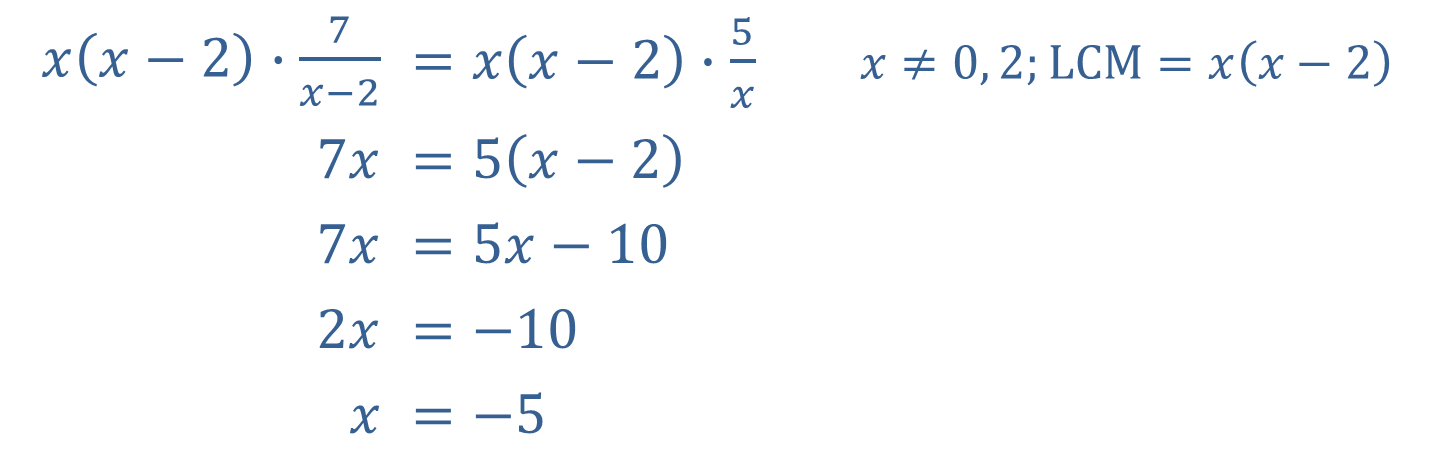 x(x − 2) · 7/(x−2) = x(x − 2) · 5/x    x ≠ 0, 2; LCM = x(x − 2)
7x = 5(x − 2)
7x = 5x − 10
2x = −10
x = −5